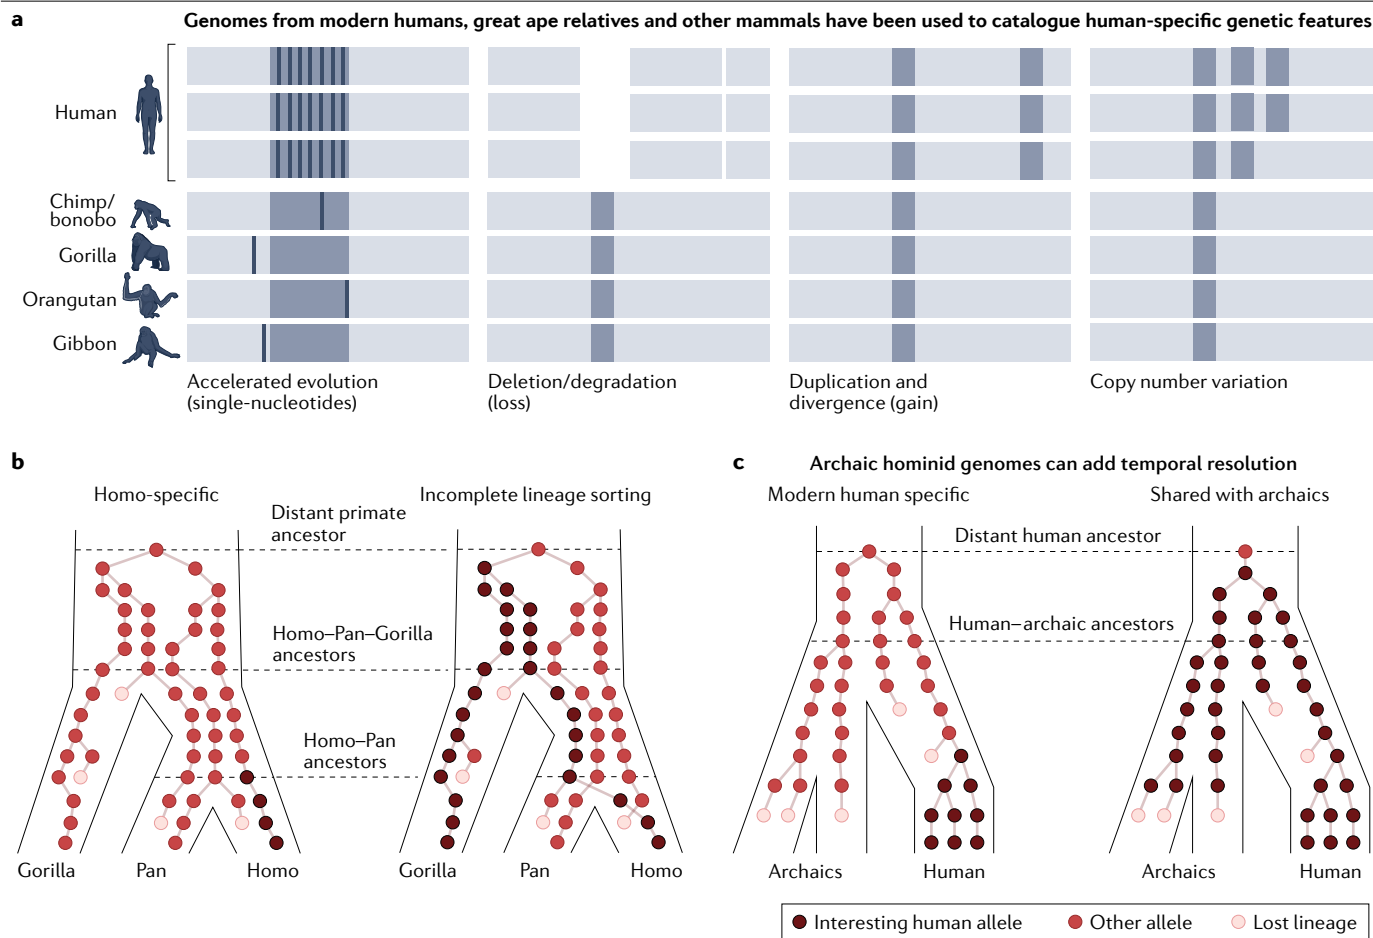 a
Genomes from modern humans, great ape relatives and other mammals have been used to catalogue human-specific genetic features
Human
Chimp/
bonobo
Gorilla
Orangutan
Gibbon
Accelerated evolution
(single-nucleotides)
Deletion/degradation
(loss)
Duplication and
divergence (gain)
Copy number variation
b
Homo-specific
Incomplete lineage sorting
Distant primate
ancestor
Homo–Pan–Gorilla
ancestors
Homo–Pan
ancestors
Gorilla
Pan
Homo
Gorilla
Pan
Homo
c
Archaic hominid genomes can add temporal resolution
Modern human specific
Shared with archaics
Distant human ancestor
Human–archaic ancestors
Archaics
Human
Archaics
Human
Interesting human allele
Other allele
Lost lineage